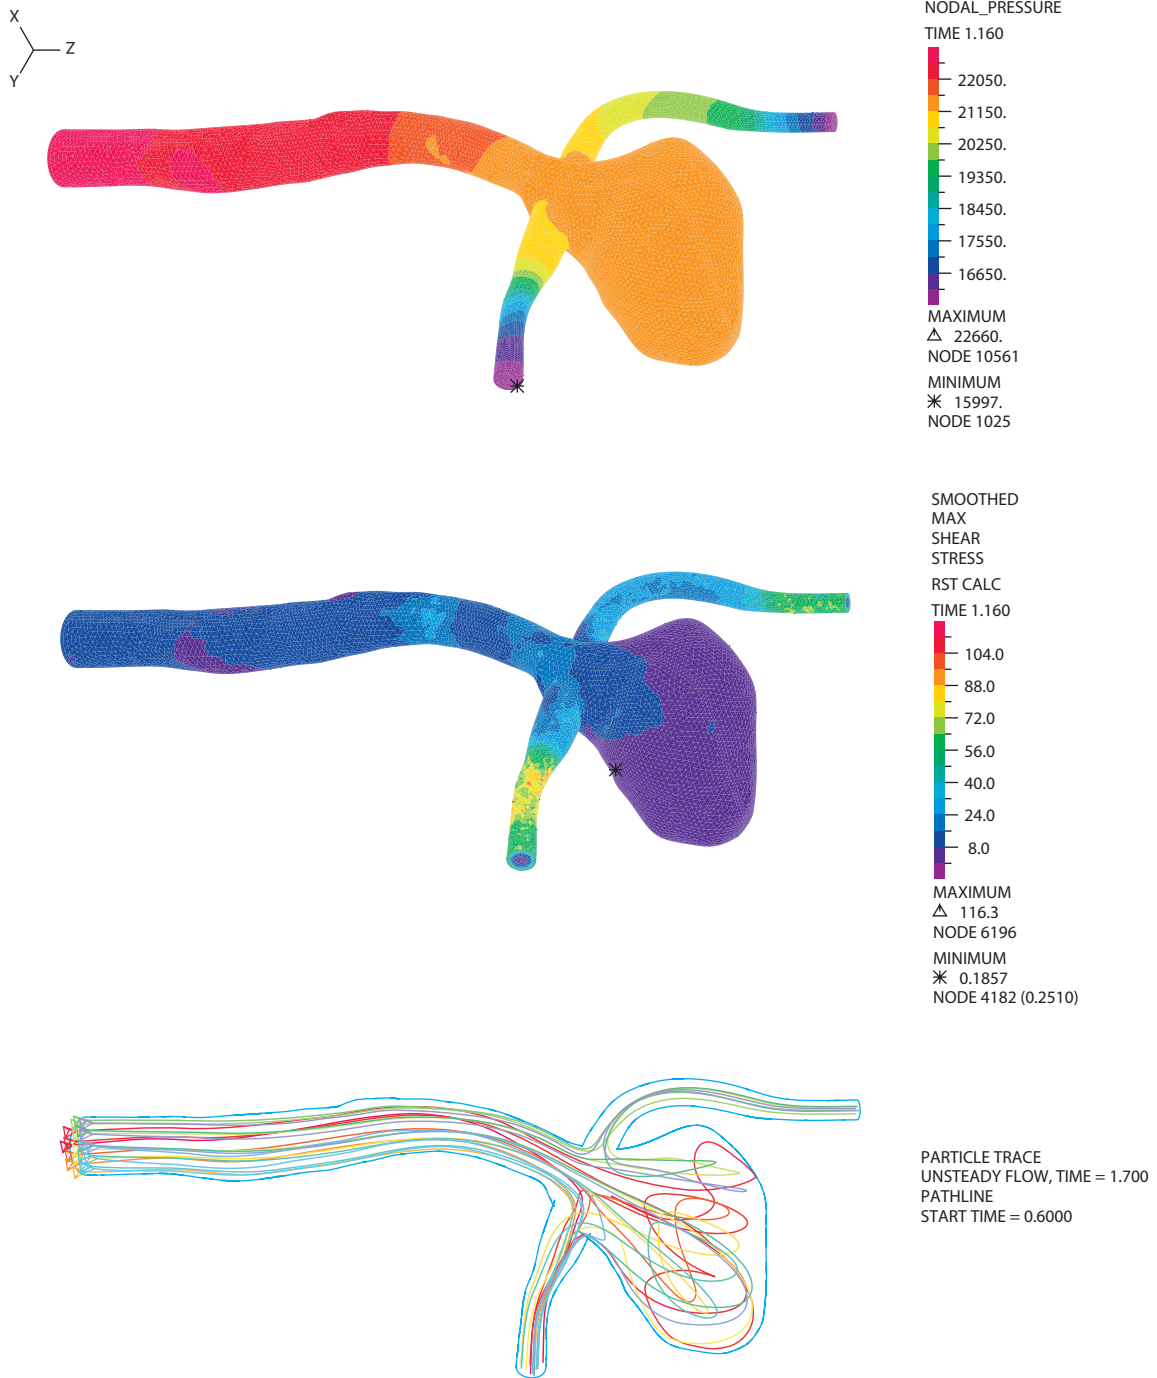 X
Z
Y
NODAL_PRESSURE
TIME 1.160
22050.
21150.
20250.
19350.
18450.
17550.
16650.
MAXIMUM
22660.
NODE 10561
MINIMUM
15997.
NODE 1025
SMOOTHED
MAX
SHEAR
STRESS
RST CALC
TIME 1.160
104.0
88.0
72.0
56.0
40.0
24.0
8.0
MAXIMUM
116.3
NODE 6196
MINIMUM
0.1857
NODE 4182 (0.2510)
PARTICLE TRACE
UNSTEADY FLOW, TIME = 1.700
PATHLINE
START TIME = 0.6000